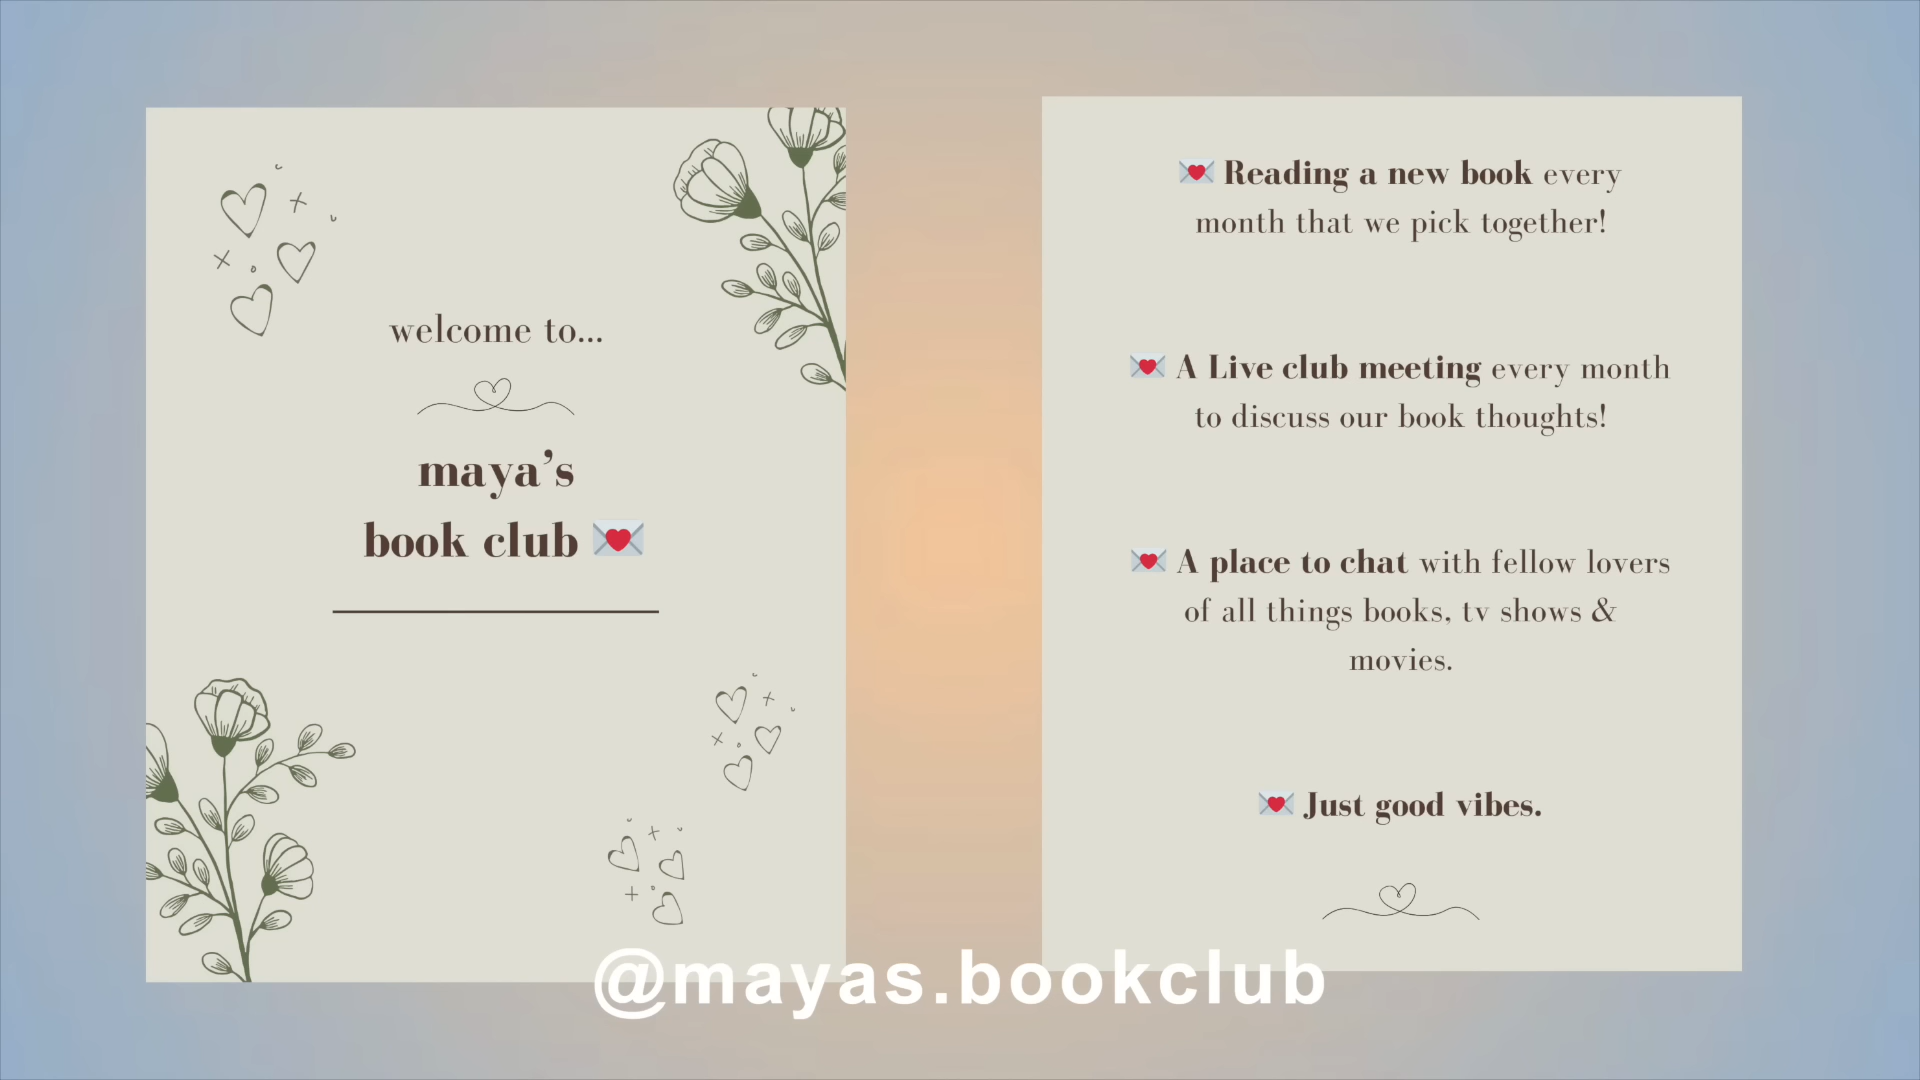 welcome to...
maya’s
book club 💌
💌 Reading a new book every
month that we pick together!
💌 A Live club meeting every month
to discuss our book thoughts!
💌 A place to chat with fellow lovers
of all things books, tv shows &
movies.
💌 Just good vibes.
@mayas.bookclub